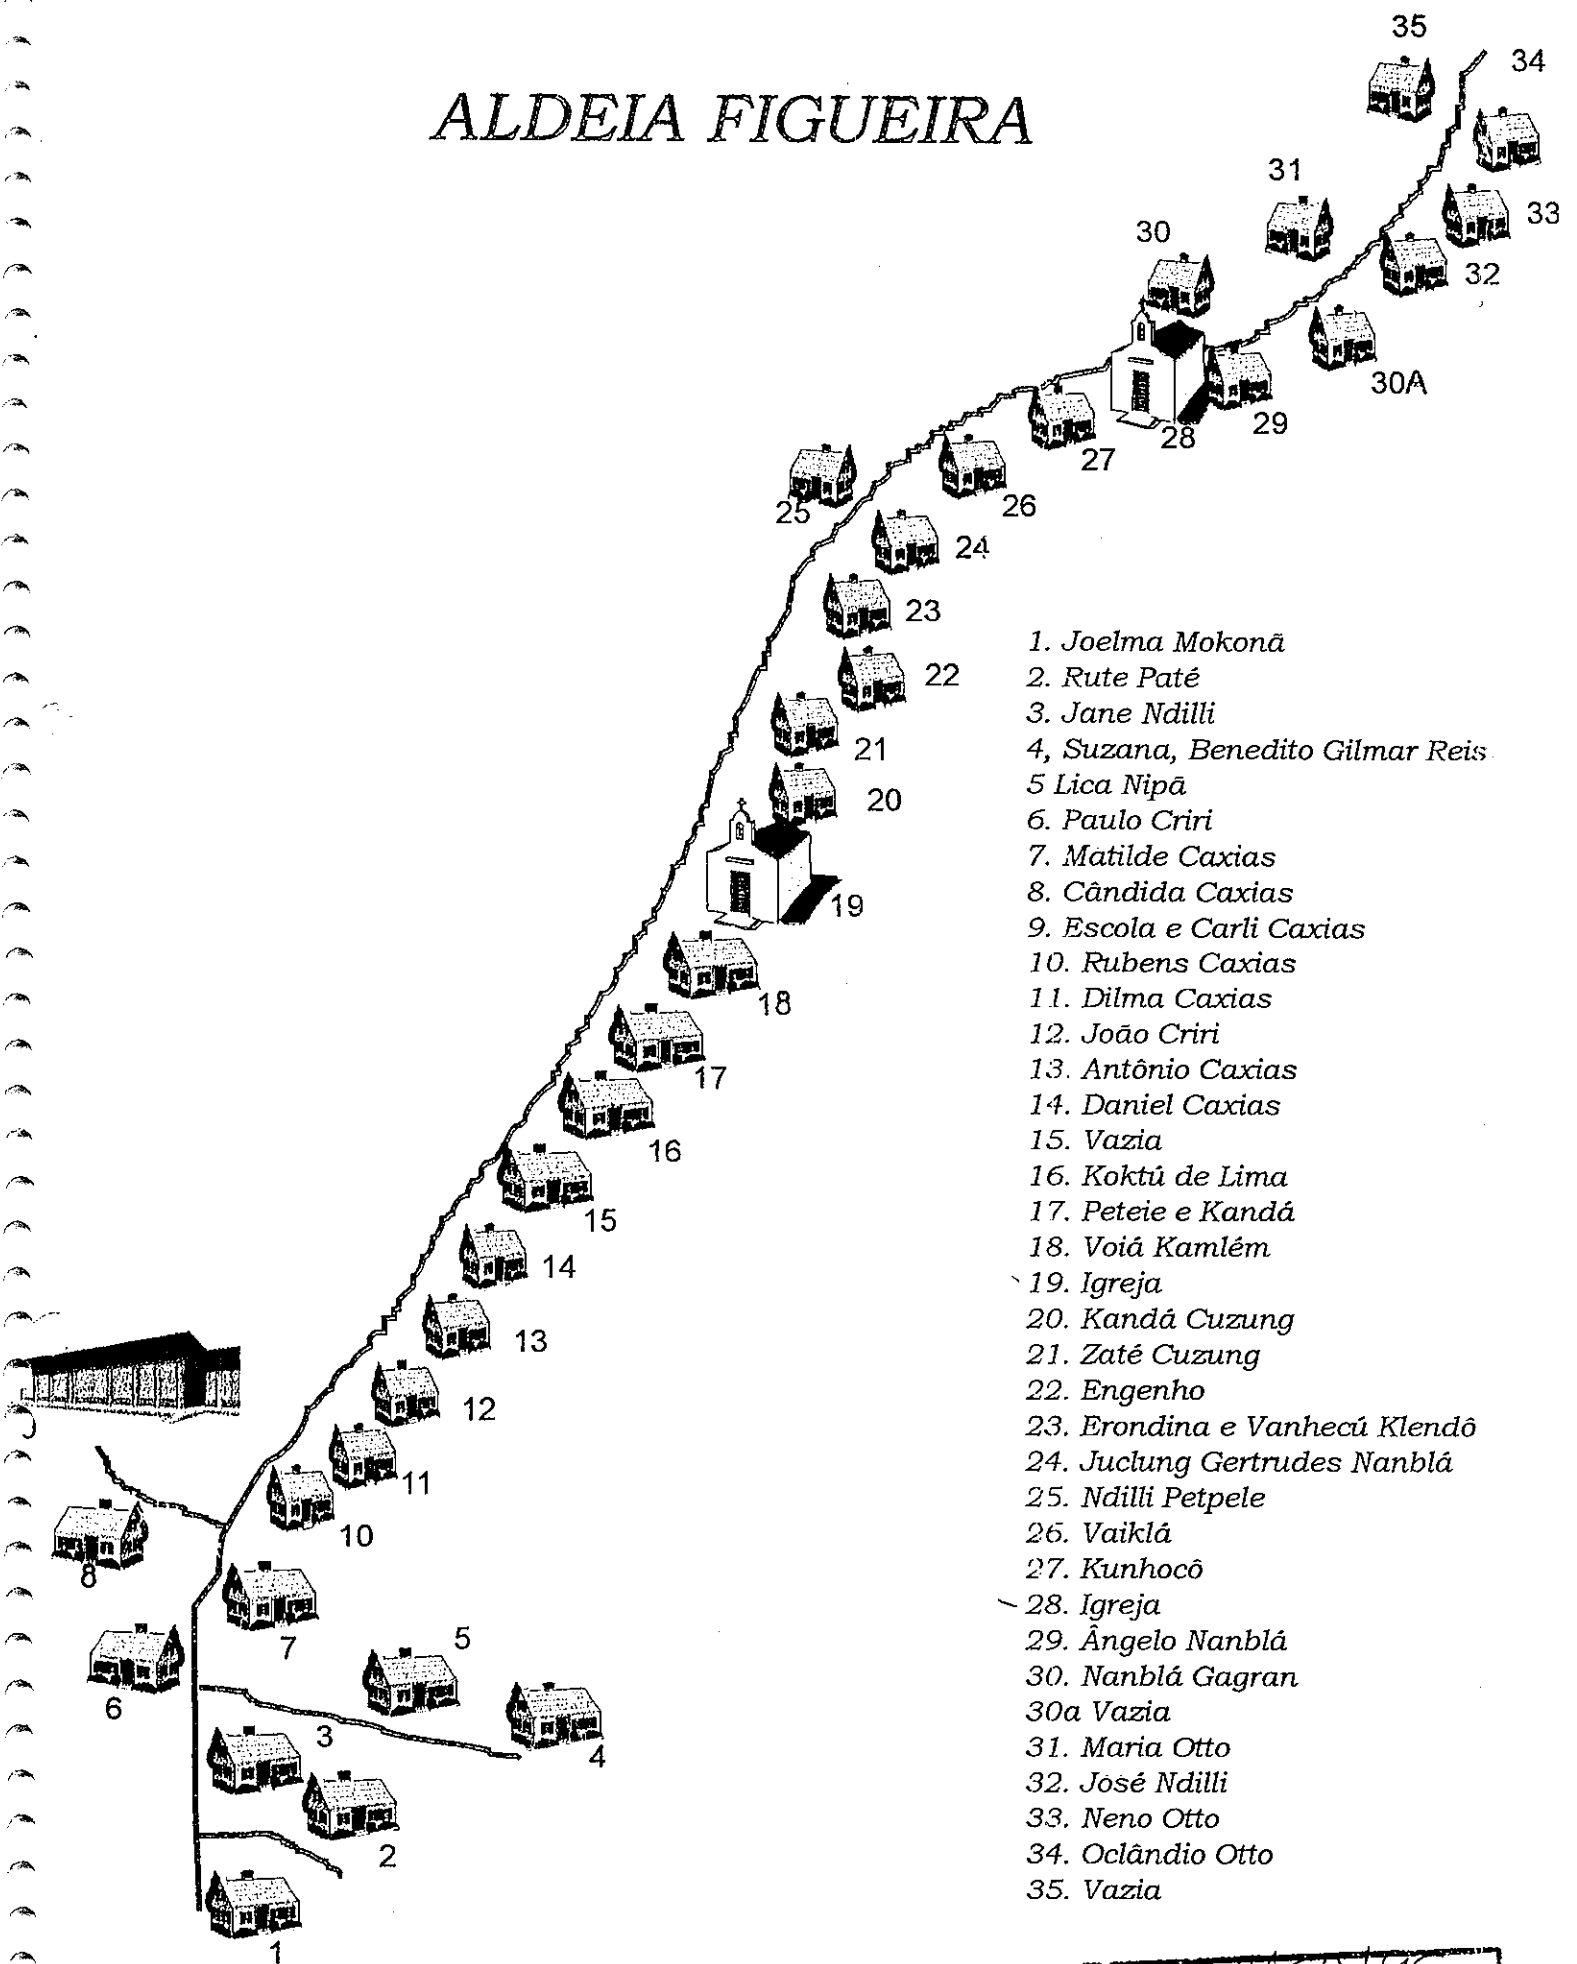 ALDEIA FIGUEIRA
35
34
31
33
30
32
30A
29
28
27
26
25
24
23
22
21
20
19
18
17
16
15
14
13
12
11
10
8
7
5
6
3
4
2
1
1. Joelma Mokonã
2. Rute Paté
3. Jane Ndilli
4, Suzana, Benedito Gilmar Reis
5 Lica Nipã
6. Paulo Criri
7. Matilde Caxias
8. Cândida Caxias
9. Escola e Carli Caxias
10. Rubens Caxias
11. Dilma Caxias
12. João Criri
13. Antônio Caxias
14. Daniel Caxias
15. Vazia
16. Koktú de Lima
17. Peteie e Kandá
18. Voiá Kamlém
19. Igreja
20. Kandá Cuzung
21. Zaté Cuzung
22. Engenho
23. Erondina e Vanhecú Klendô
24. Juclung Gertrudes Nanblá
25. Ndilli Petpele
26. Vaiklá
27. Kunhocô
28. Igreja
29. Ângelo Nanblá
30. Nanblá Gagran
30a Vazia
31. Maria Otto
32. José Ndilli
33. Neno Otto
34. Oclândio Otto
35. Vazia